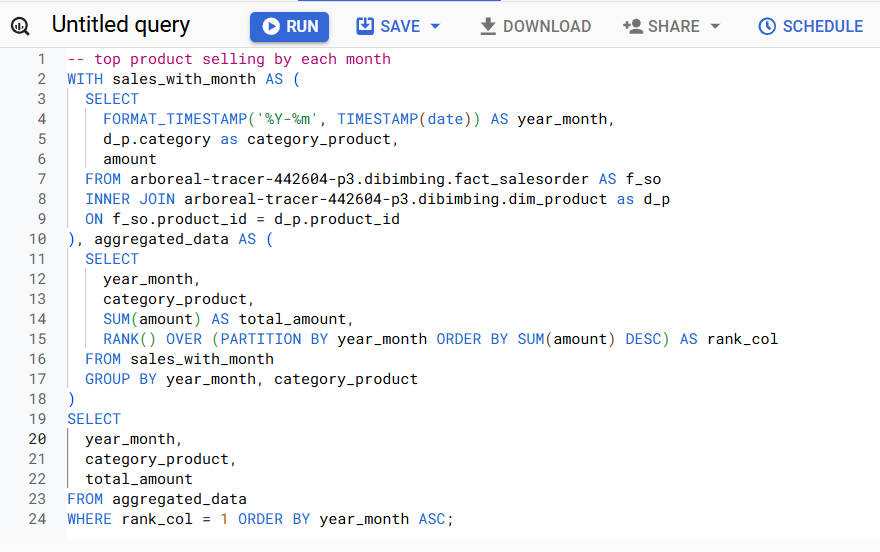 Untitled query RUN SAVE DOWNLOAD SHARE SCHEDULE
1 -- top product selling by each month
2 WITH sales_with_month AS (
3 SELECT
4 FORMAT_TIMESTAMP('%Y-%m', TIMESTAMP(date)) AS year_month,
5 d_p.category as category_product,
6 amount
7 FROM arboreal-tracer-442604-p3.dibimbing.fact_salesorder AS f_so
8 INNER JOIN arboreal-tracer-442604-p3.dibimbing.dim_product as d_p
9 ON f_so.product_id = d_p.product_id
10 ), aggregated_data AS (
11 SELECT
12 year_month,
13 category_product,
14 SUM(amount) AS total_amount,
15 RANK() OVER (PARTITION BY year_month ORDER BY SUM(amount) DESC) AS rank_col
16 FROM sales_with_month
17 GROUP BY year_month, category_product
18 )
19 SELECT
20 year_month,
21 category_product,
22 total_amount
23 FROM aggregated_data
24 WHERE rank_col = 1 ORDER BY year_month ASC;